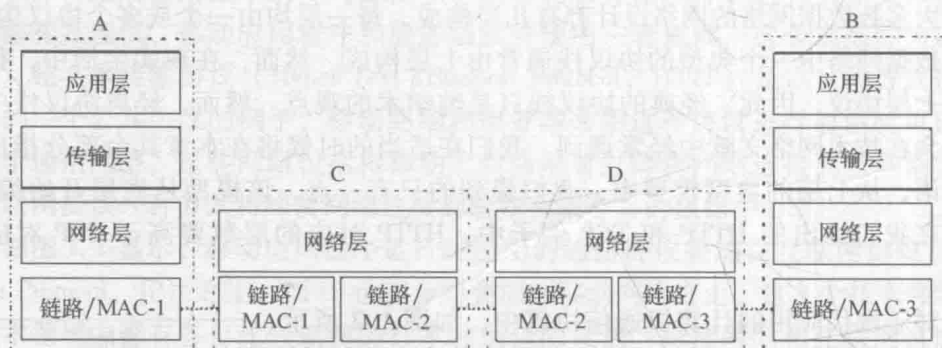 A
B
应用层
应用层
传输层
传输层
C
D
网络层
网络层
网络层
网络层
链路/MAC-1
链路/
MAC-1
链路/
MAC-2
链路/
MAC-2
链路/
MAC-3
链路/MAC-3